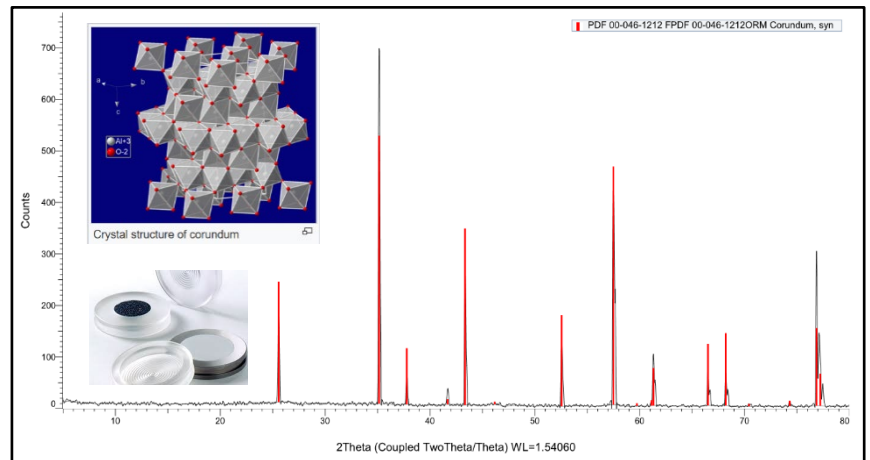 PDF 00-046-1212 FPDF 00-046-1212ORM Corundum, syn
700
600
500
400
300
200
100
0
Counts
a
b
c
Al+3
O-2
Crystal structure of corundum
10
20
30
40
50
60
70
80
2Theta (Coupled TwoTheta/Theta) WL=1.54060